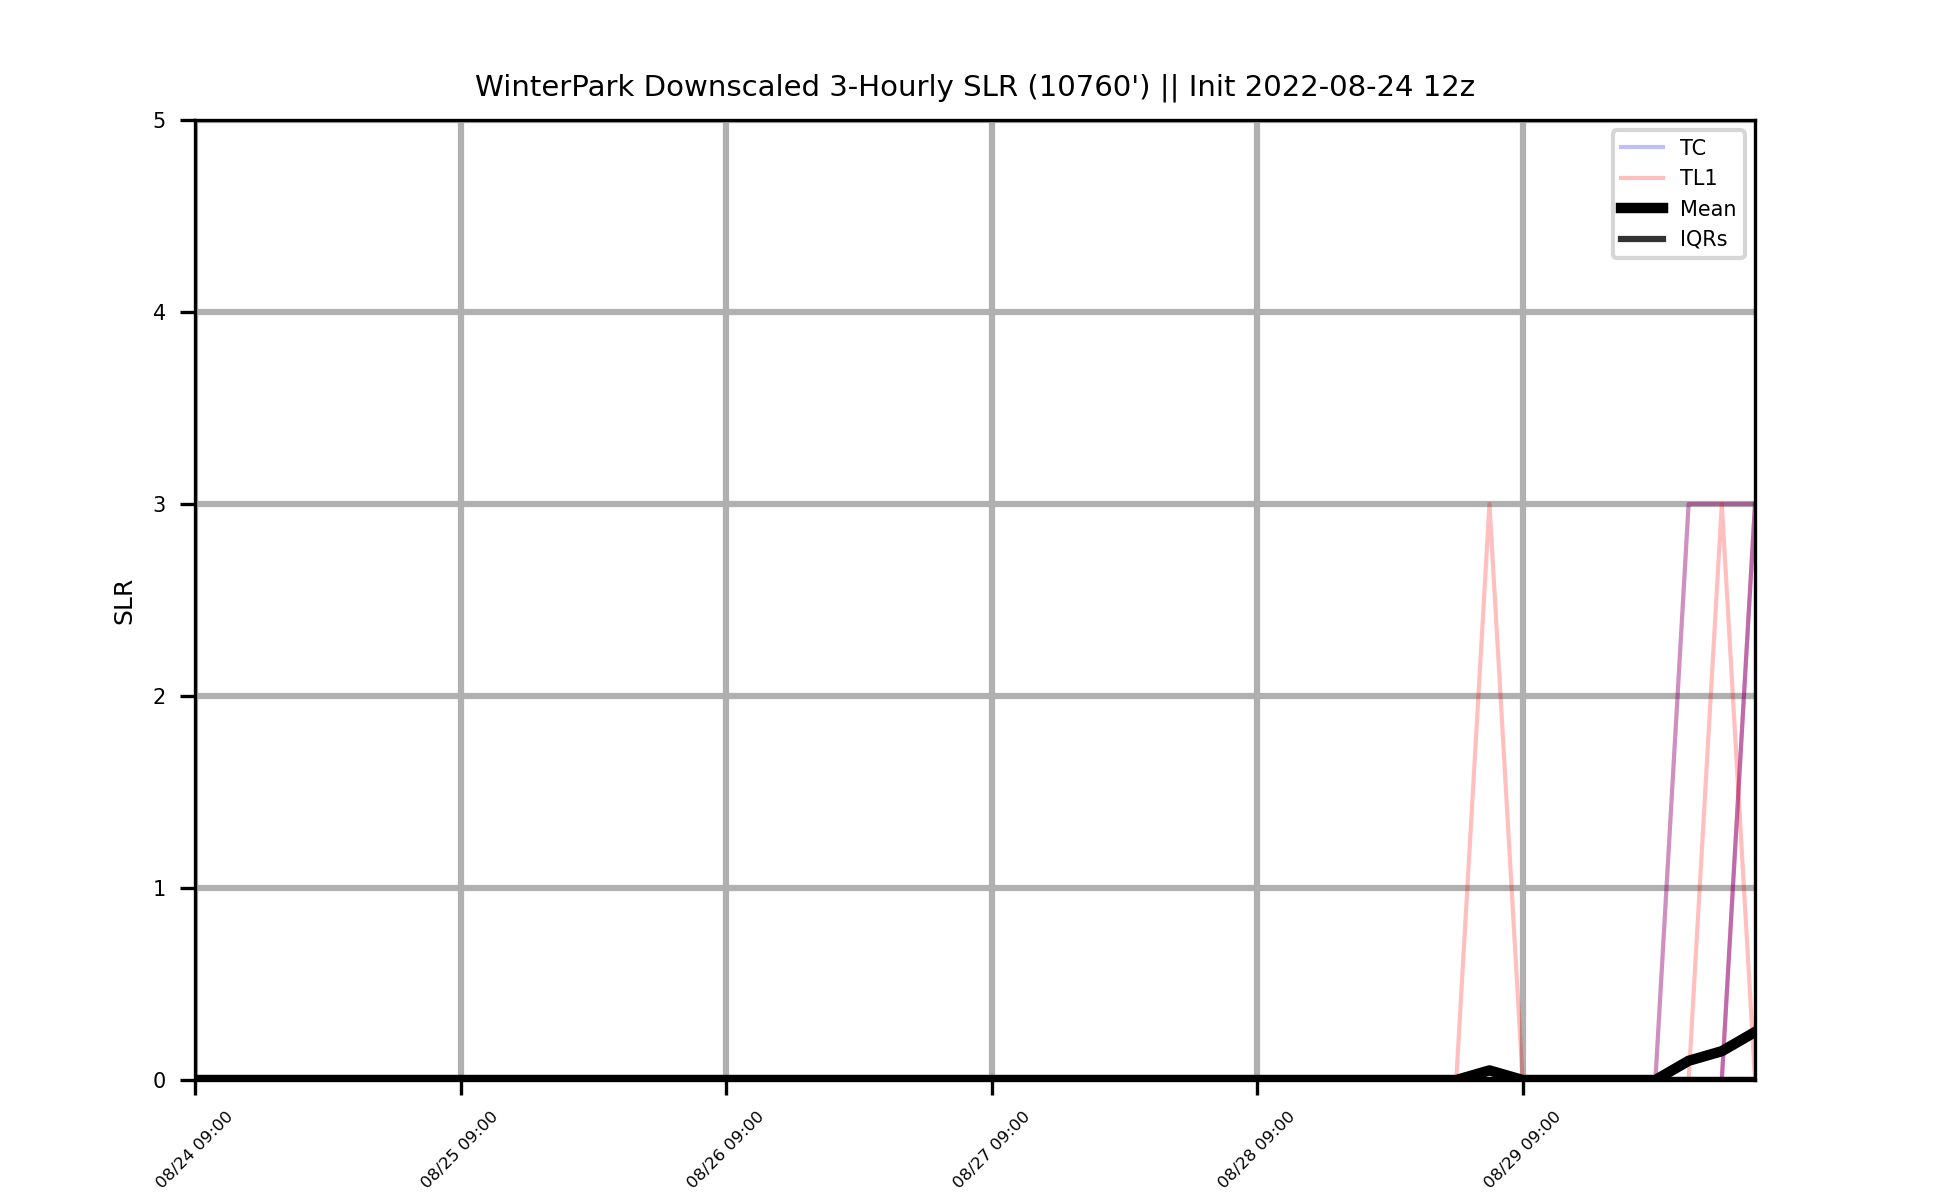 WinterPark Downscaled 3-Hourly SLR (10760') || Init 2022-08-24 12z
5
4
3
2
1
0
SLR
TC
TL1
Mean
IQRs
08/24 09:00
08/25 09:00
08/26 09:00
08/27 09:00
08/28 09:00
08/29 09:00